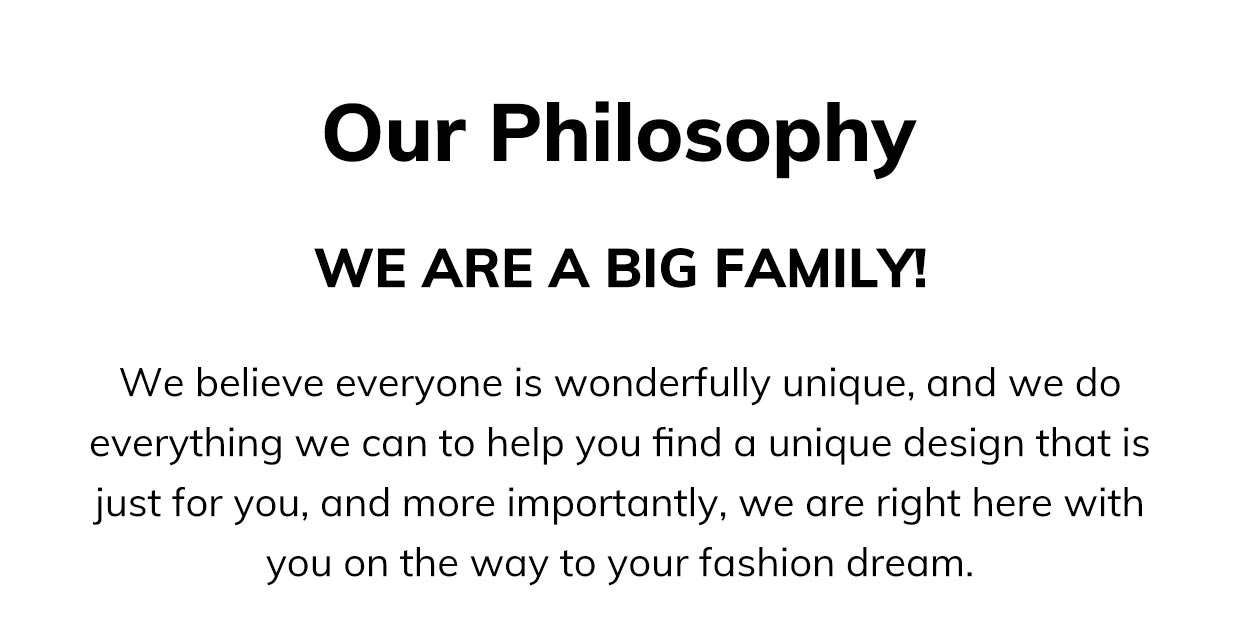 Our Philosophy
WE ARE A BIG FAMILY!
We believe everyone is wonderfully unique, and we do
everything we can to help you find a unique design that is
just for you, and more importantly, we are right here with
you on the way to your fashion dream.